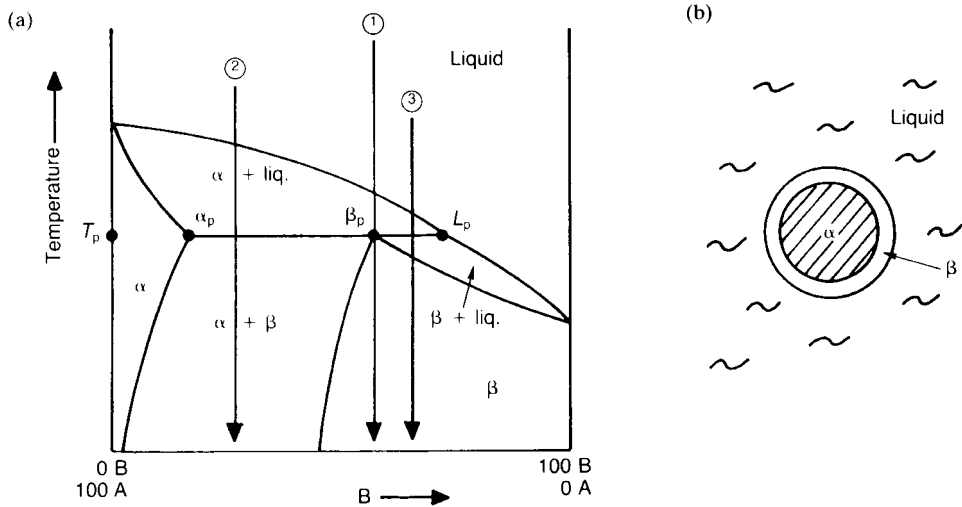 (a)
①
②
③
Liquid
Temperature
α + liq.
T_p
α_p
β_p
L_p
α
α + β
β + liq.
β
0 B
100 A
B
100 B
0 A
(b)
Liquid
α
β